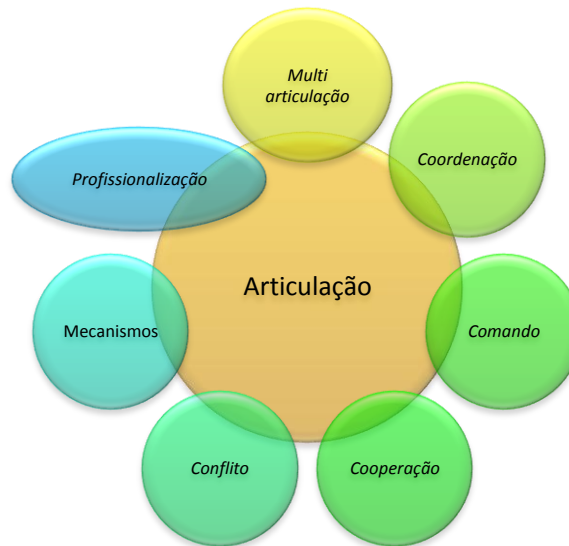 Multi
articulação
Coordenação
Profissionalização
Articulação
Mecanismos
Comando
Conflito
Cooperação